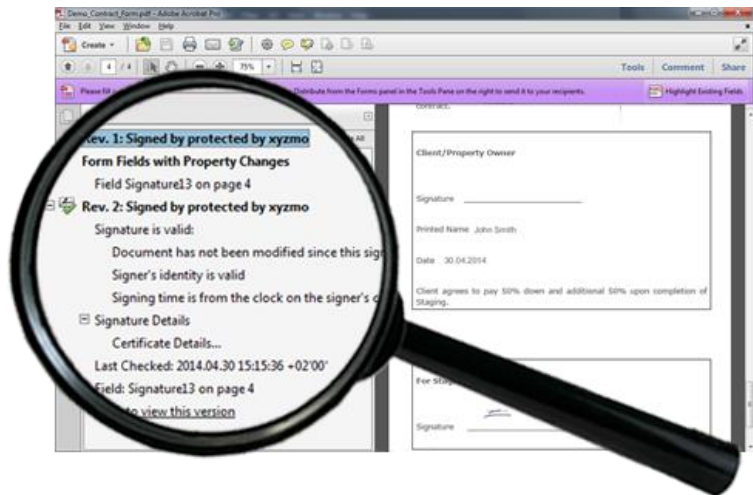 Demo_Contract_Form.pdf - Adobe Acrobat Pro
File Edit View Window Help
Create
4 / 4 75% Tools Comment Share
Please fill Distribute from the Forms panel in the Tools Pane on the right to send it to your recipients. Highlight Existing Fields
All
Rev. 1: Signed by protected by xyzmo
Form Fields with Property Changes
Field Signature13 on page 4
Rev. 2: Signed by protected by xyzmo
Signature is valid:
Document has not been modified since this
Signer's identity is valid
Signing time is from the clock on the signer's
Signature Details
Certificate Details...
Last Checked: 2014.04.30 15:15:36 +02'00'
Field: Signature13 on page 4
to view this version
contract.
Client/Property Owner
Signature
Printed Name John Smith
Date 30.04.2014
Client agrees to pay 50% down and additional 50% upon completion of
Staging.
For
Signature